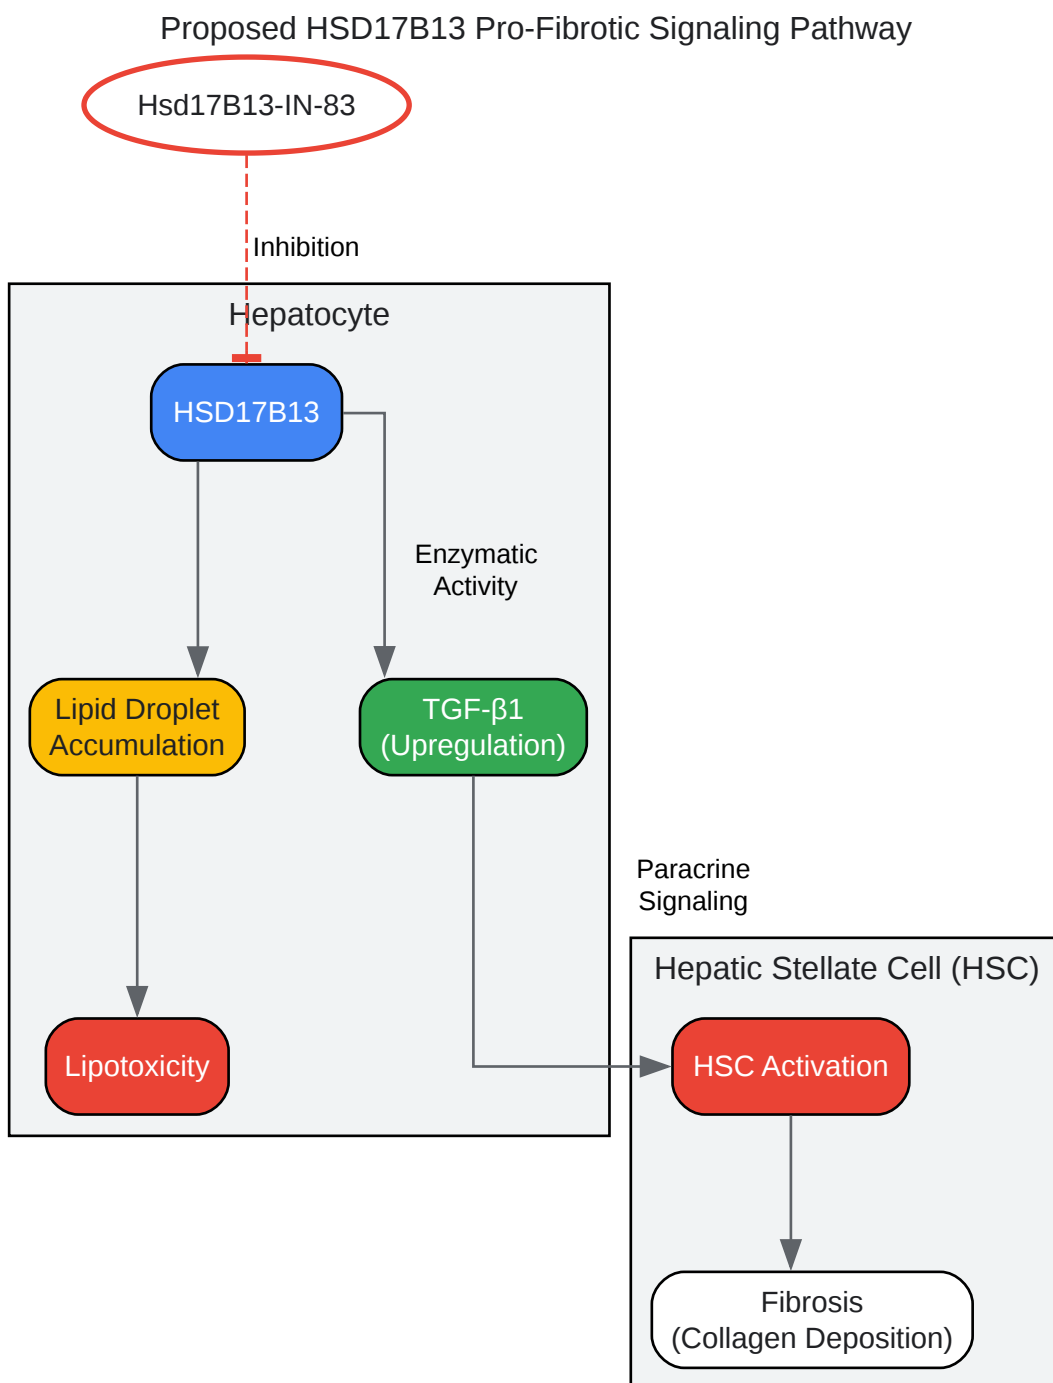 Proposed HSD17B13 Pro-Fibrotic Signaling Pathway
Hsd17B13-IN-83
Inhibition
Hepatocyte
HSD17B13
Enzymatic
Activity
Lipid Droplet
Accumulation
TGF-β1
(Upregulation)
Paracrine
Signaling
Hepatic Stellate Cell (HSC)
Lipotoxicity
HSC Activation
Fibrosis
(Collagen Deposition)